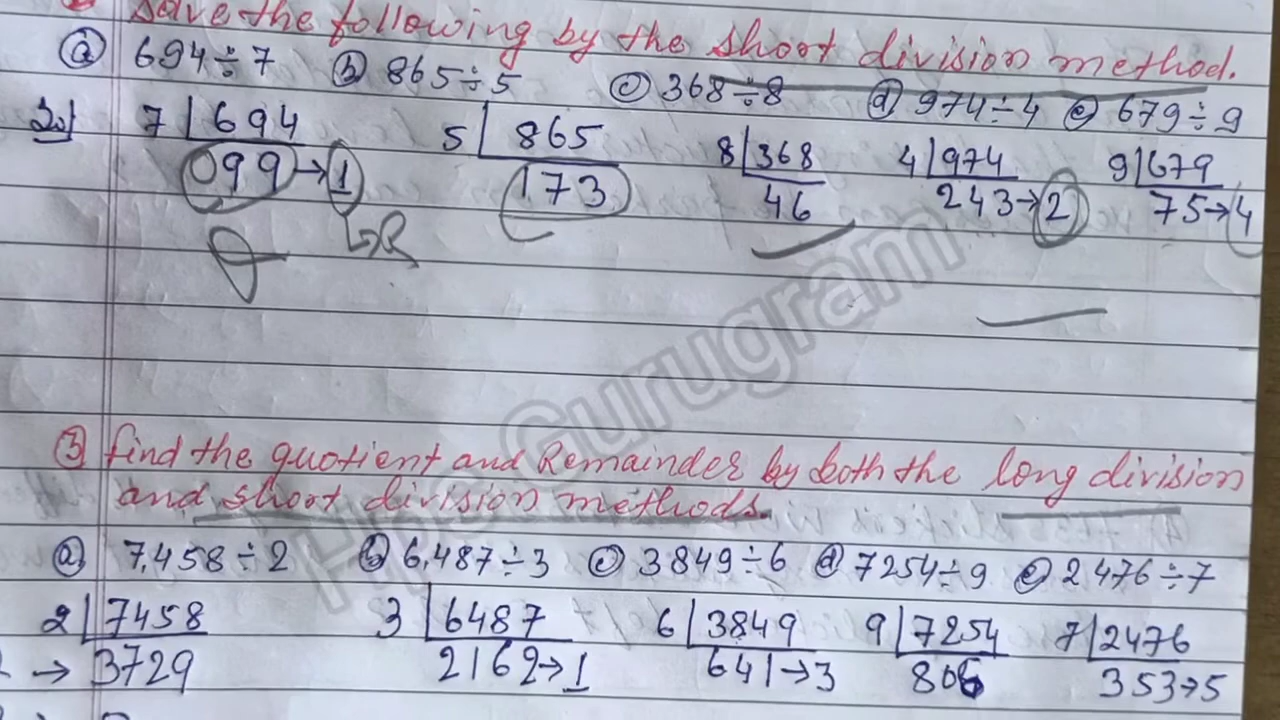 Solve the following by the short division method.
ⓐ 694÷7 ⓑ 865÷5 ⓒ 368÷8 ⓓ 974÷4 ⓔ 679÷9
7 | 694 5 | 865 8 | 368 4 | 974 9 | 679
099→1 173 46 243→2 75→4
Q →R
③ find the quotient and Remainder by both the long division
and short division methods.
ⓐ 7,458÷2 ⓑ 6,487÷3 ⓒ 3849÷6 ⓓ 7254÷9 ⓔ 2476÷7
2 | 7458 3 | 6487 6 | 3849 9 | 7254 7 | 2476
→ 3729 2162→1 641→3 806 353→5
Gurugram